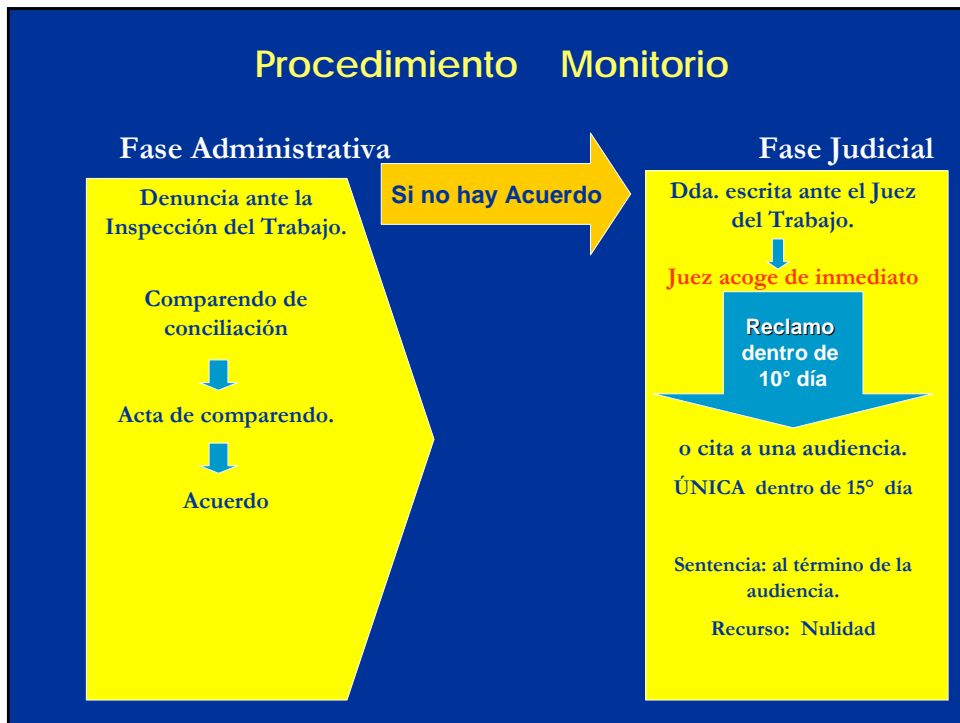 Procedimiento Monitorio
Fase Administrativa
Denuncia ante la
Inspección del Trabajo.
Comparendo de
conciliación
Acta de comparendo.
Acuerdo
Si no hay Acuerdo
Fase Judicial
Dda. escrita ante el Juez
del Trabajo.
Juez acoge de inmediato
Reclamo
dentro de
10° día
o cita a una audiencia.
ÚNICA dentro de 15° día
Sentencia: al término de la
audiencia.
Recurso: Nulidad